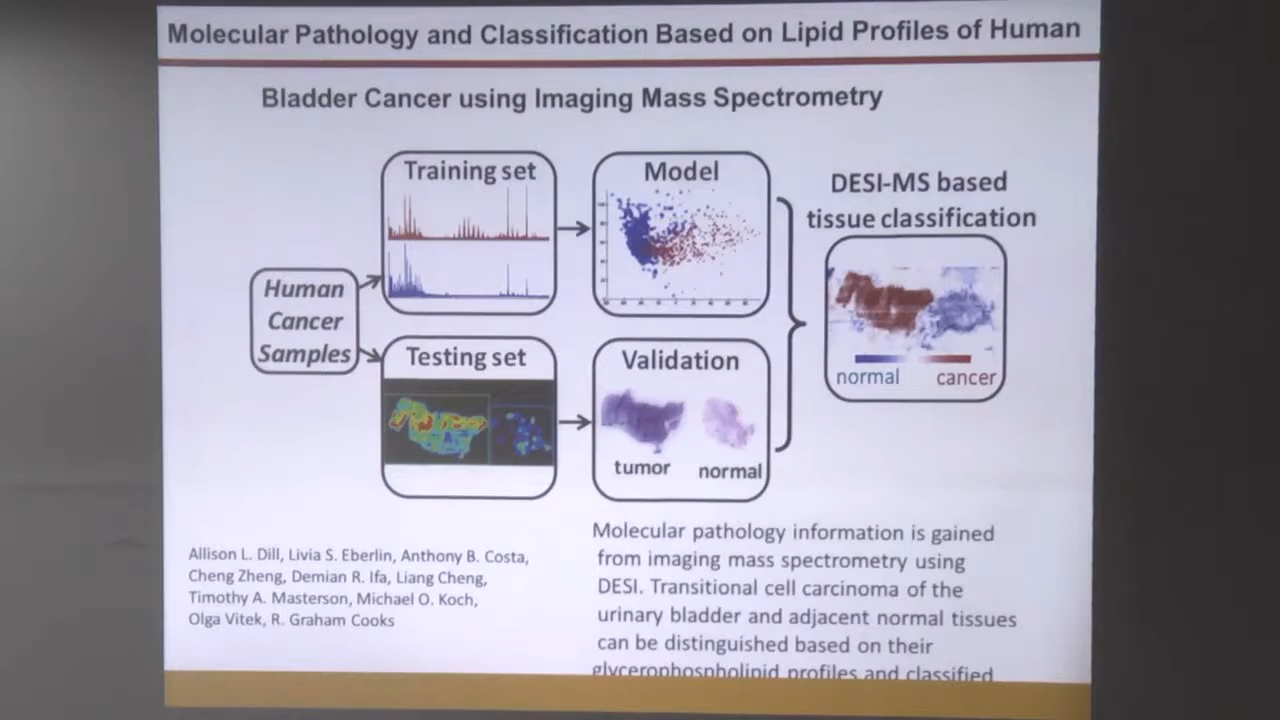 Molecular Pathology and Classification Based on Lipid Profiles of Human
Bladder Cancer using Imaging Mass Spectrometry
Human
Cancer
Samples
Training set
Model
Testing set
Validation
tumor
normal
DESI-MS based
tissue classification
normal
cancer
Allison L. Dill, Livia S. Eberlin, Anthony B. Costa,
Cheng Zheng, Demian R. Ifa, Liang Cheng,
Timothy A. Masterson, Michael O. Koch,
Olga Vitek, R. Graham Cooks
Molecular pathology information is gained
from imaging mass spectrometry using
DESI. Transitional cell carcinoma of the
urinary bladder and adjacent normal tissues
can be distinguished based on their
glycerophospholipid profiles and classified